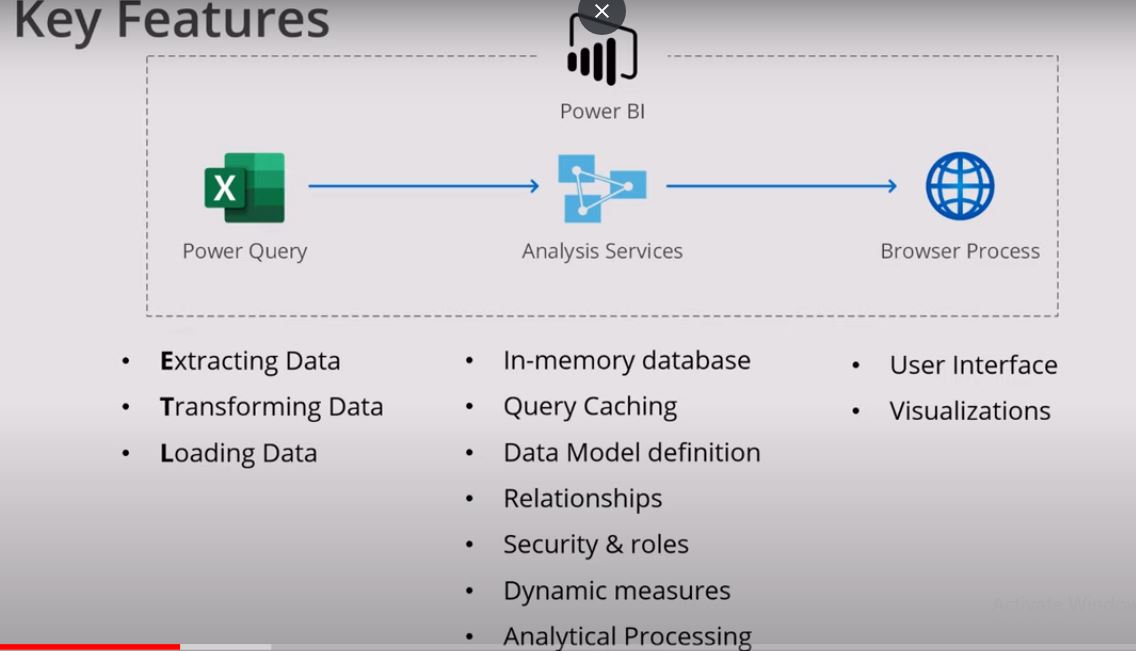 Key Features
Power BI
X
Power Query
Analysis Services
Browser Process
• Extracting Data
• Transforming Data
• Loading Data
• In-memory database
• Query Caching
• Data Model definition
• Relationships
• Security & roles
• Dynamic measures
• Analytical Processing
• User Interface
• Visualizations
Activate Window